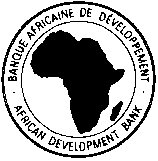 BANQUE AFRICAINE DE DÉVELOPPEMENT
AFRICAN DEVELOPMENT BANK